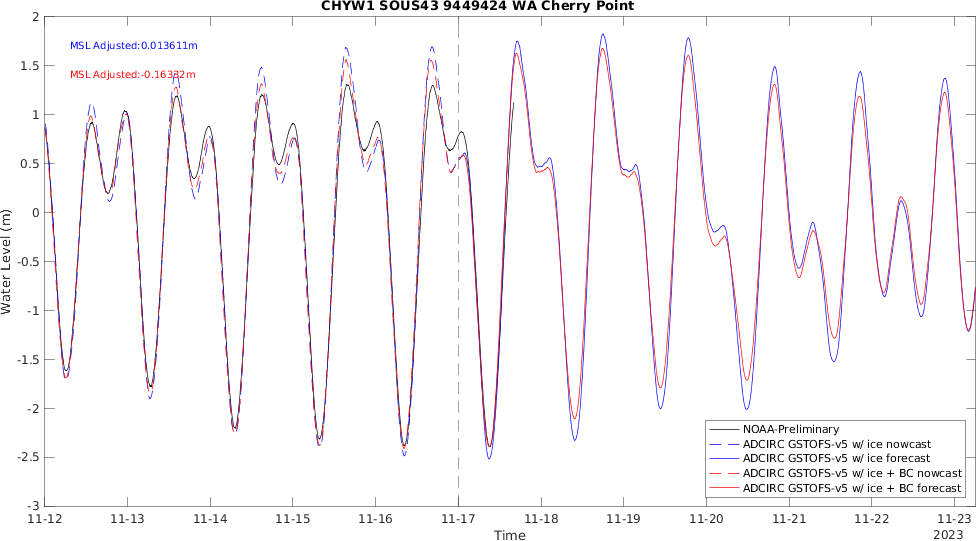 CHYW1 SOUS43 9449424 WA Cherry Point
MSL Adjusted:0.013611m
MSL Adjusted:-0.16332m
Water Level (m)
2
1.5
1
0.5
0
-0.5
-1
-1.5
-2
-2.5
-3
NOAA-Preliminary
ADCIRC GSTOFS-v5 w/ ice nowcast
ADCIRC GSTOFS-v5 w/ ice forecast
ADCIRC GSTOFS-v5 w/ ice + BC nowcast
ADCIRC GSTOFS-v5 w/ ice + BC forecast
11-12 11-13 11-14 11-15 11-16 11-17 11-18 11-19 11-20 11-21 11-22 11-23
2023
Time